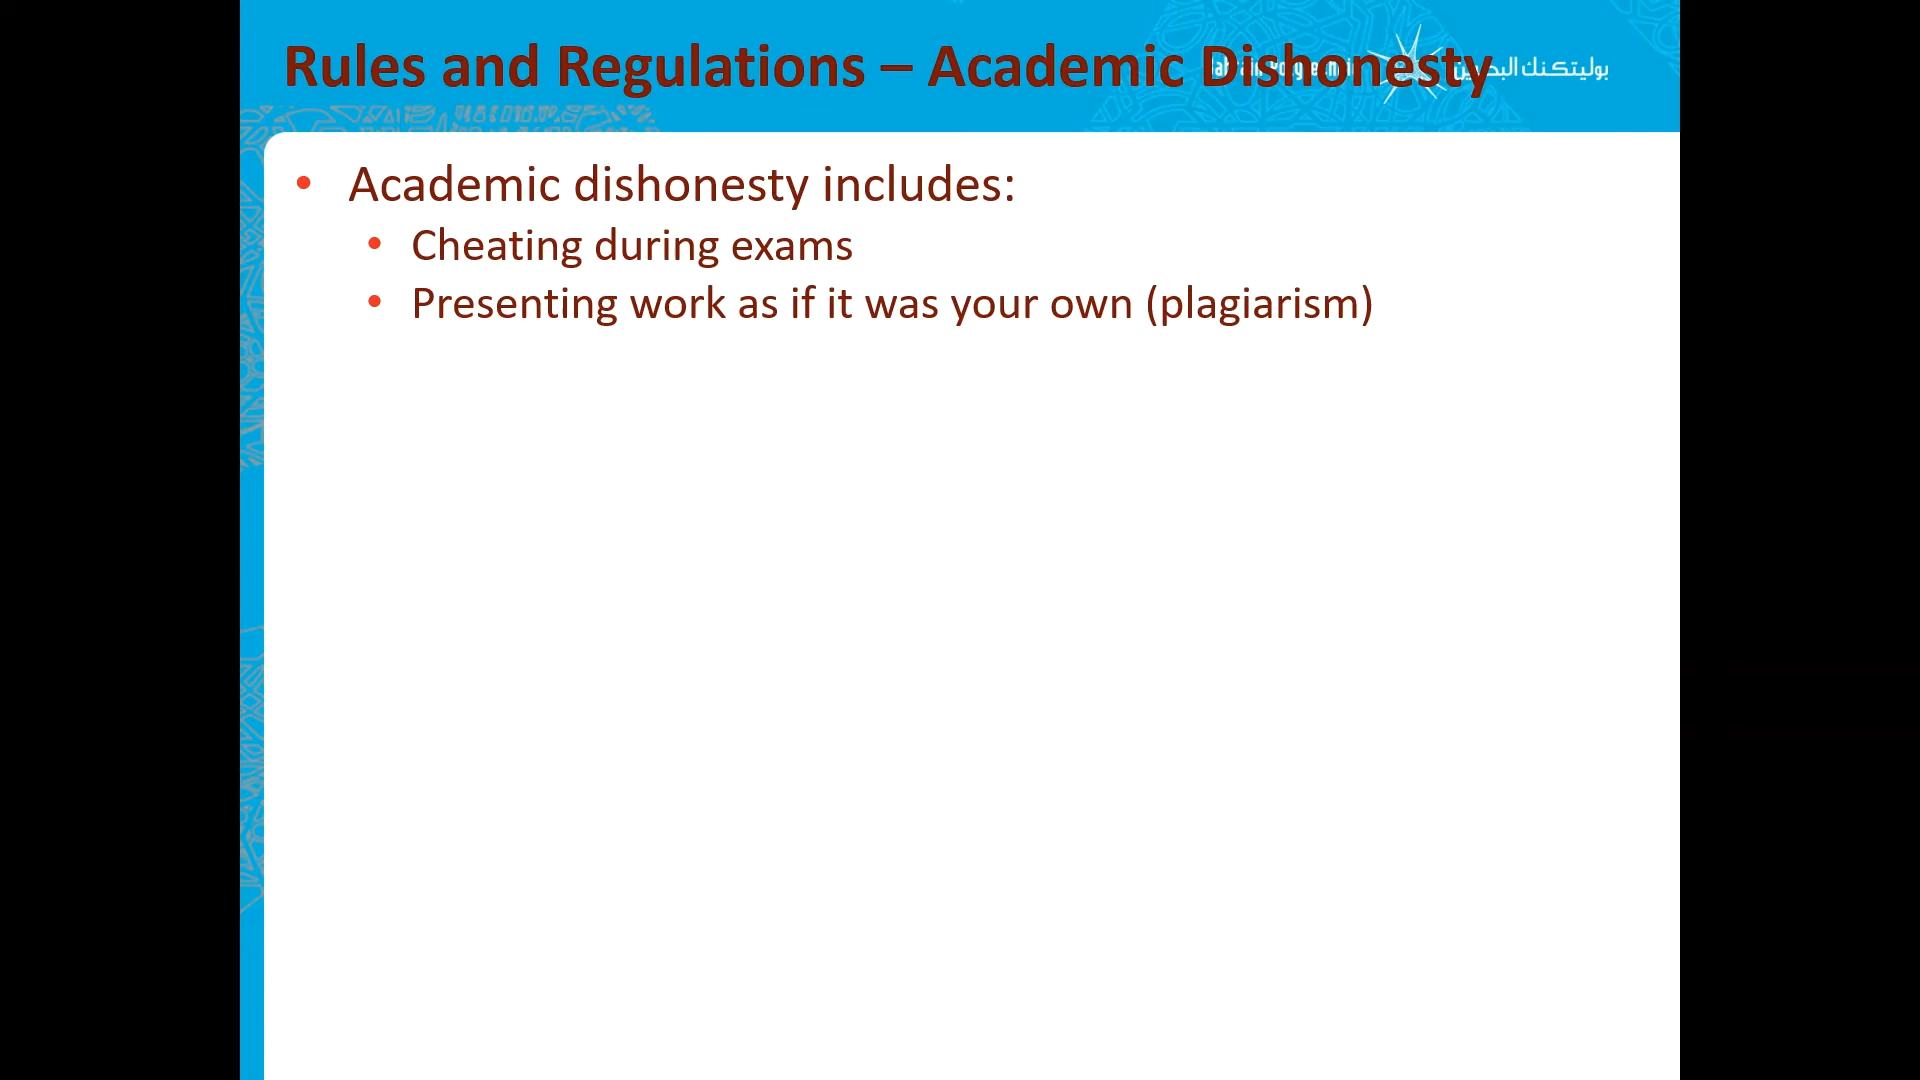 Rules and Regulations – Academic Dishonesty
بوليتكنك البحرين
• Academic dishonesty includes:
• Cheating during exams
• Presenting work as if it was your own (plagiarism)